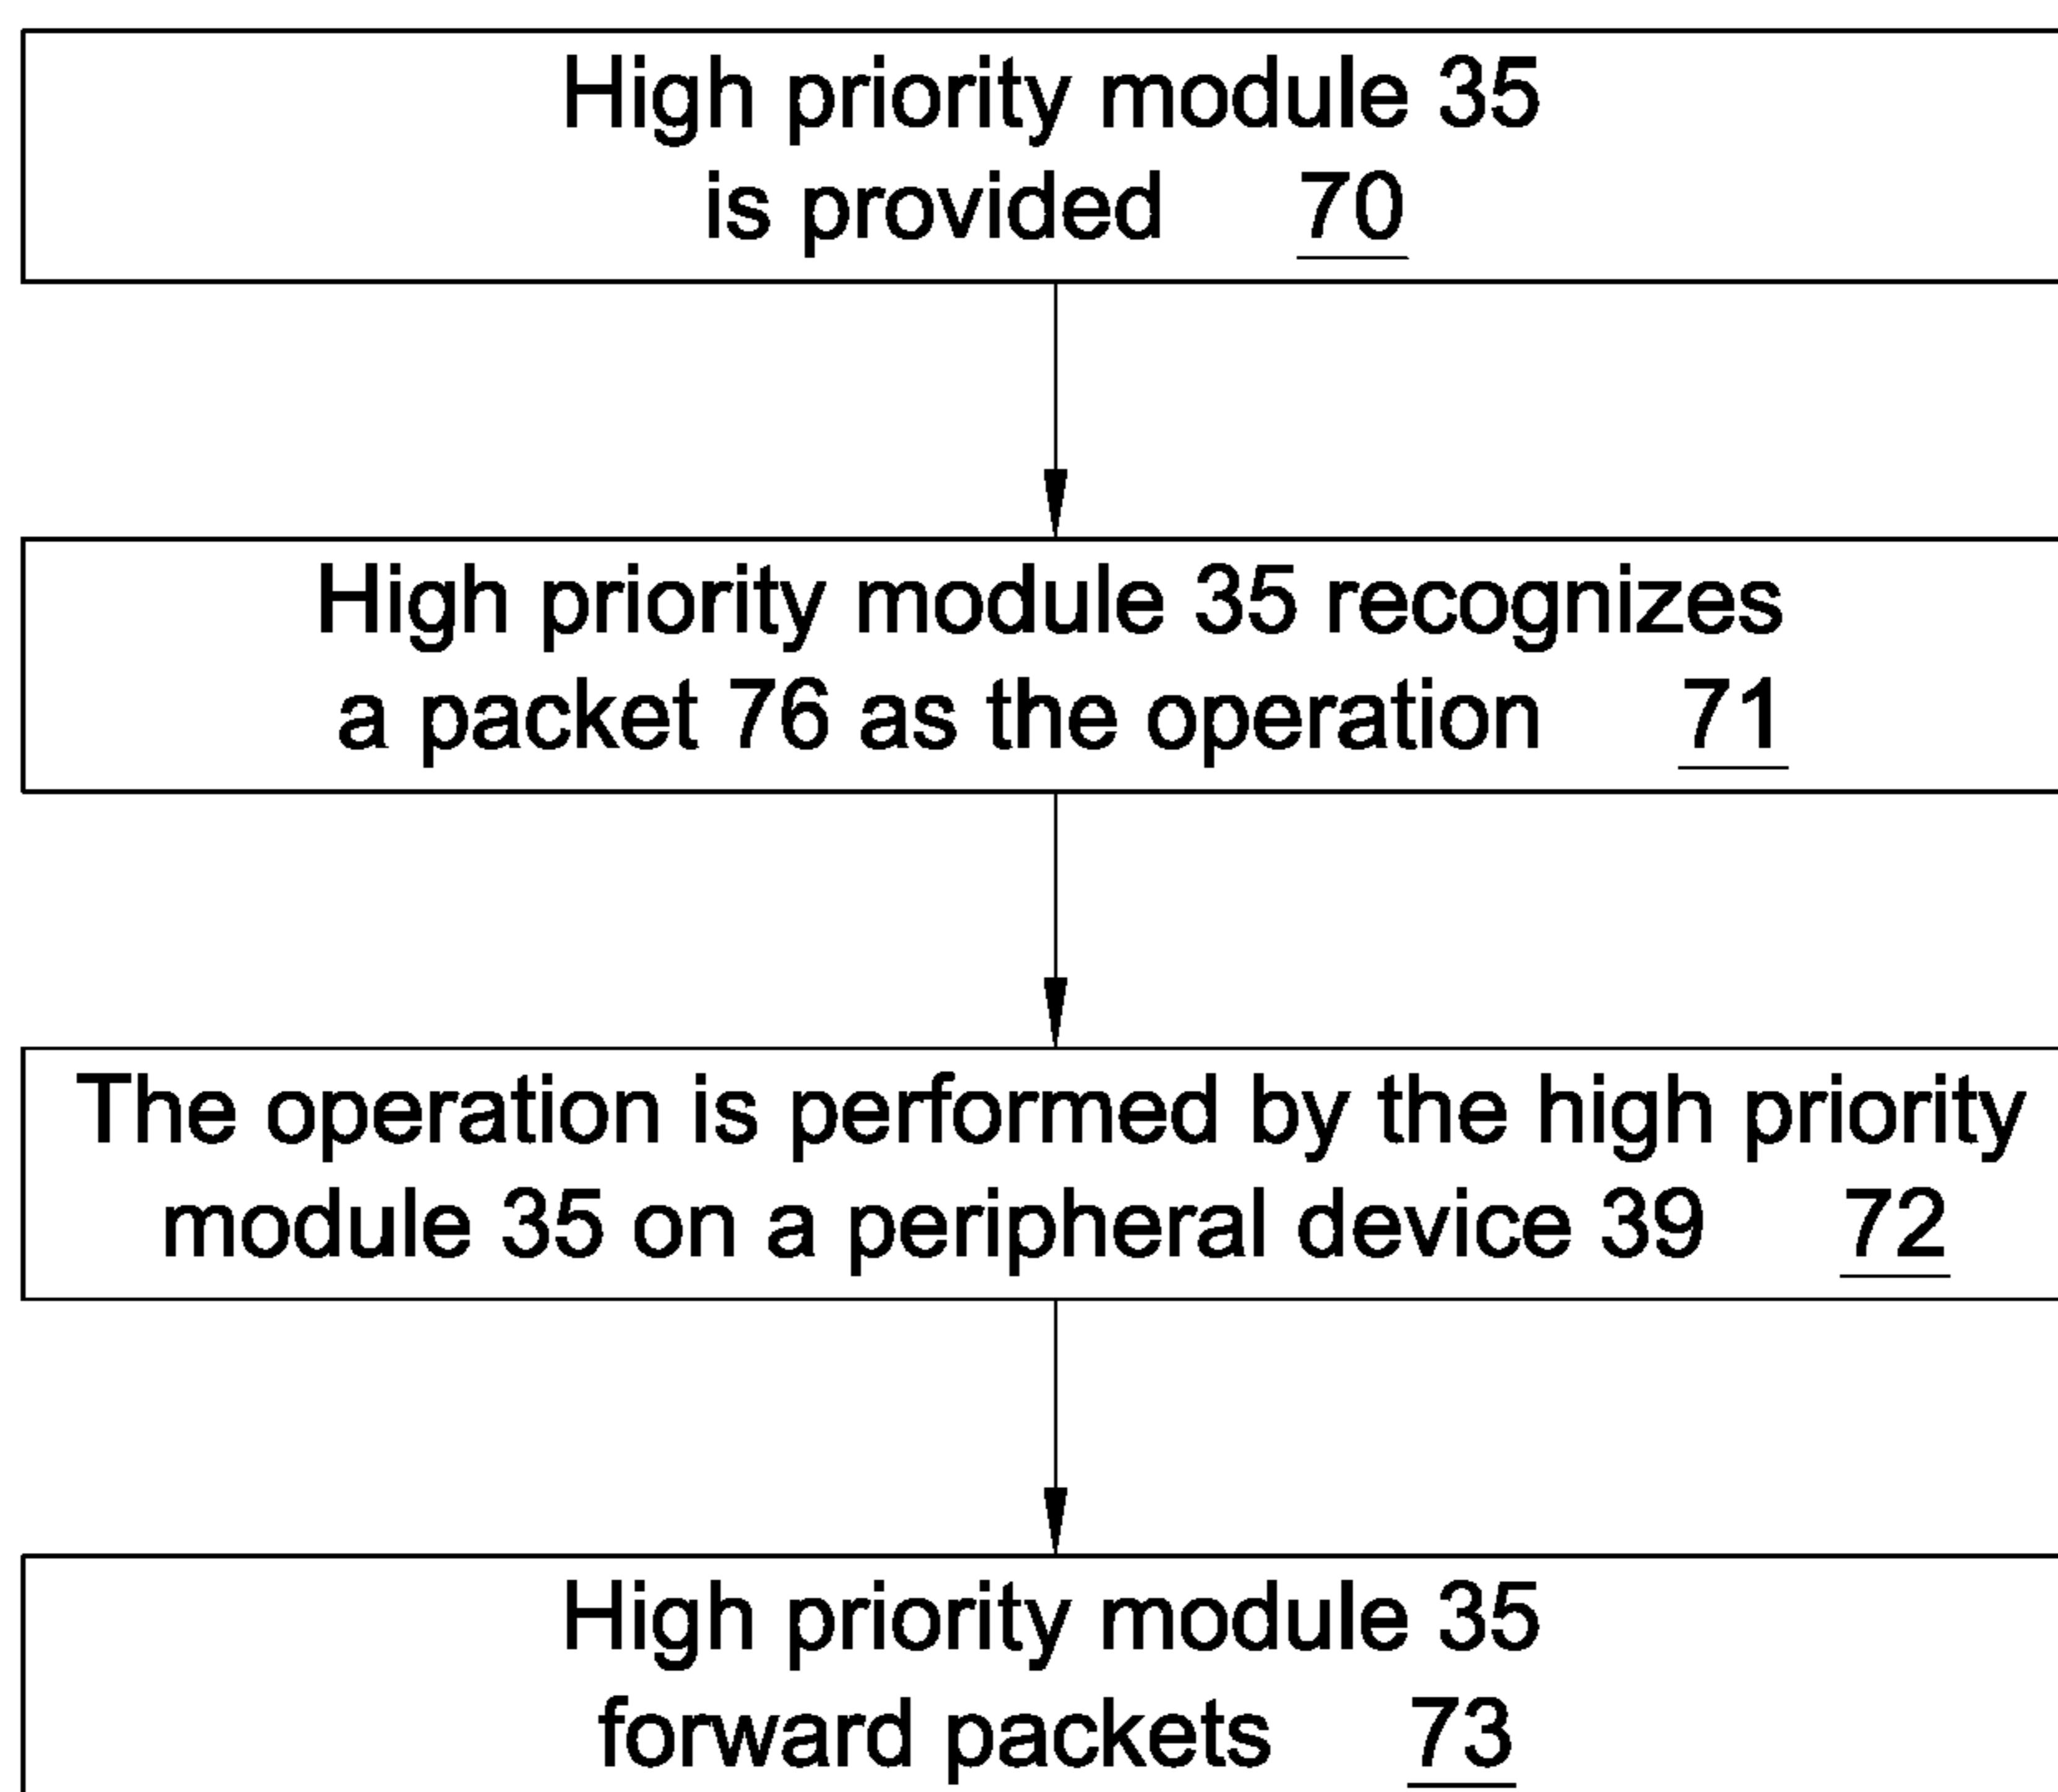 High priority module 35
is provided 70
High priority module 35 recognizes
a packet 76 as the operation 71
The operation is performed by the high priority
module 35 on a peripheral device 39 72
High priority module 35
forward packets 73